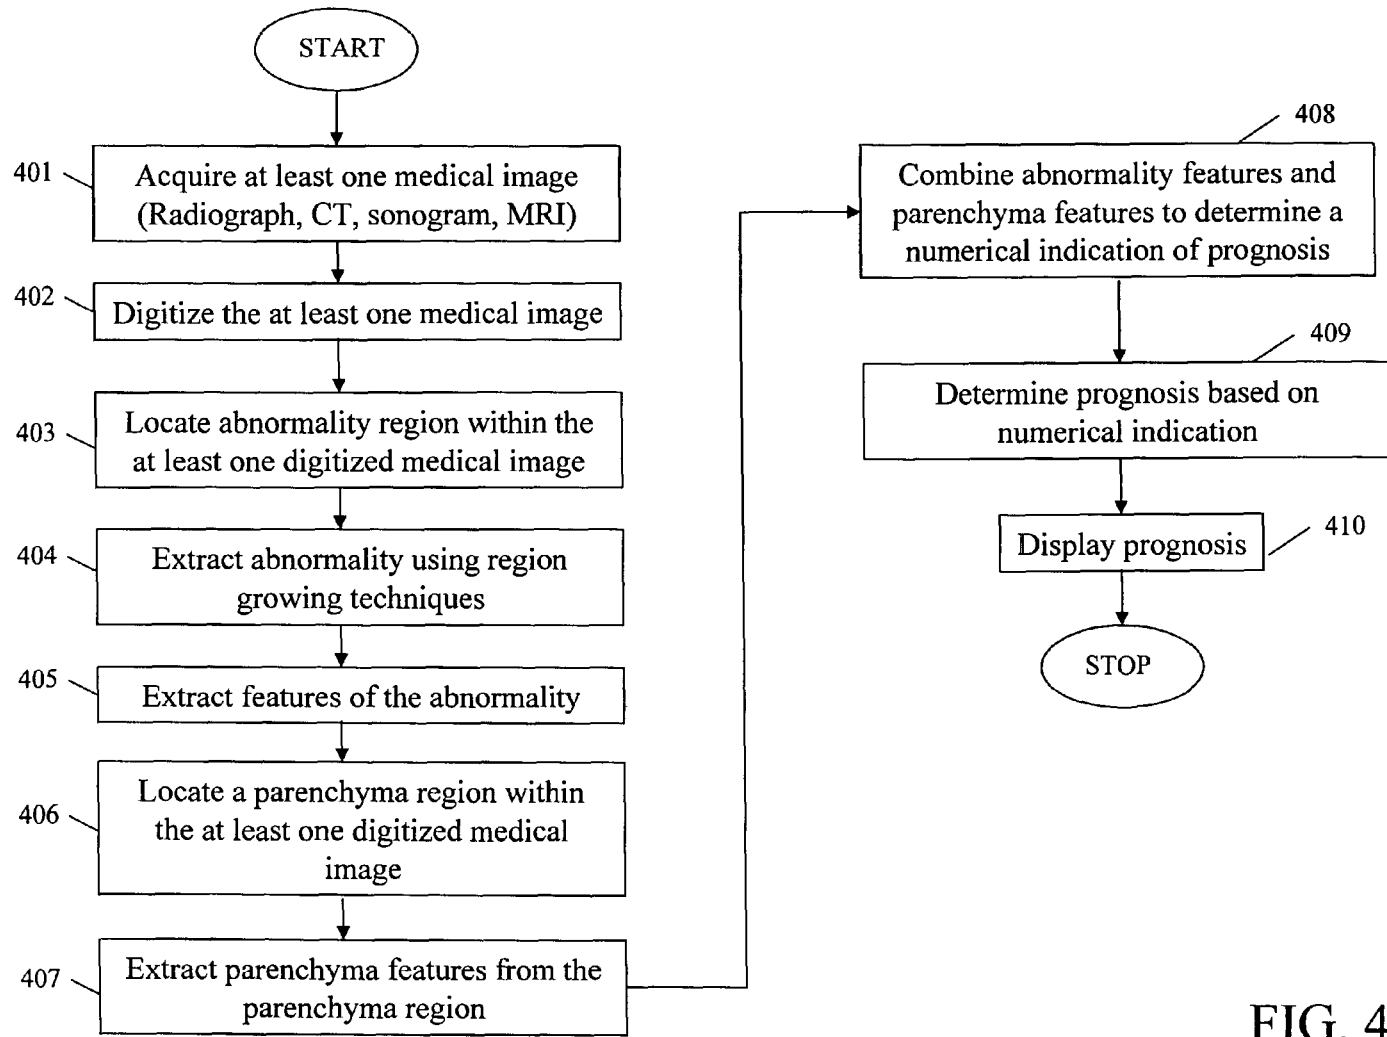 START
401
Acquire at least one medical image
(Radiograph, CT, sonogram, MRI)
402
Digitize the at least one medical image
403
Locate abnormality region within the
at least one digitized medical image
404
Extract abnormality using region
growing techniques
405
Extract features of the abnormality
406
Locate a parenchyma region within
the at least one digitized medical
image
407
Extract parenchyma features from the
parenchyma region
408
Combine abnormality features and
parenchyma features to determine a
numerical indication of prognosis
409
Determine prognosis based on
numerical indication
410
Display prognosis
STOP
FIG. 4